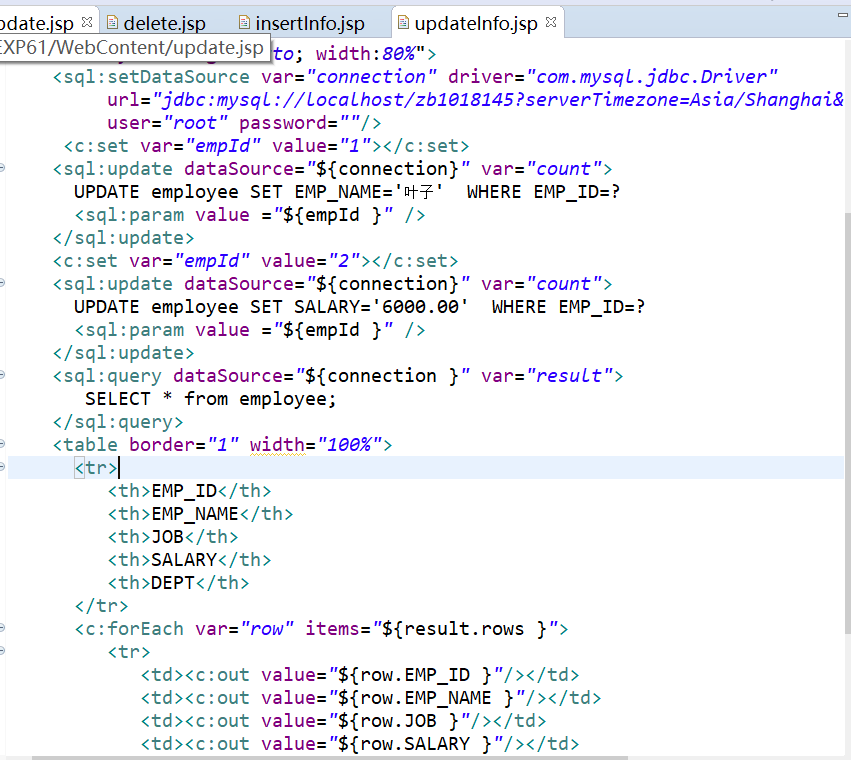 pdate.jsp delete.jsp insertInfo.jsp updateInfo.jsp
EXP61/WebContent/update.jsp to; width:80%">
<sql:setDataSource var="connection" driver="com.mysql.jdbc.Driver"
url="jdbc:mysql://localhost/zb1018145?serverTimezone=Asia/Shanghai&
user="root" password=""/>
<c:set var="empId" value="1"></c:set>
<sql:update dataSource="${connection}" var="count">
UPDATE employee SET EMP_NAME='叶子'  WHERE EMP_ID=?
<sql:param value ="${empId }" />
</sql:update>
<c:set var="empId" value="2"></c:set>
<sql:update dataSource="${connection}" var="count">
UPDATE employee SET SALARY='6000.00'  WHERE EMP_ID=?
<sql:param value ="${empId }" />
</sql:update>
<sql:query dataSource="${connection }" var="result">
SELECT * from employee;
</sql:query>
<table border="1" width="100%">
<tr>
<th>EMP_ID</th>
<th>EMP_NAME</th>
<th>JOB</th>
<th>SALARY</th>
<th>DEPT</th>
</tr>
<c:forEach var="row" items="${result.rows }">
<tr>
<td><c:out value="${row.EMP_ID }"/></td>
<td><c:out value="${row.EMP_NAME }"/></td>
<td><c:out value="${row.JOB }"/></td>
<td><c:out value="${row.SALARY }"/></td>